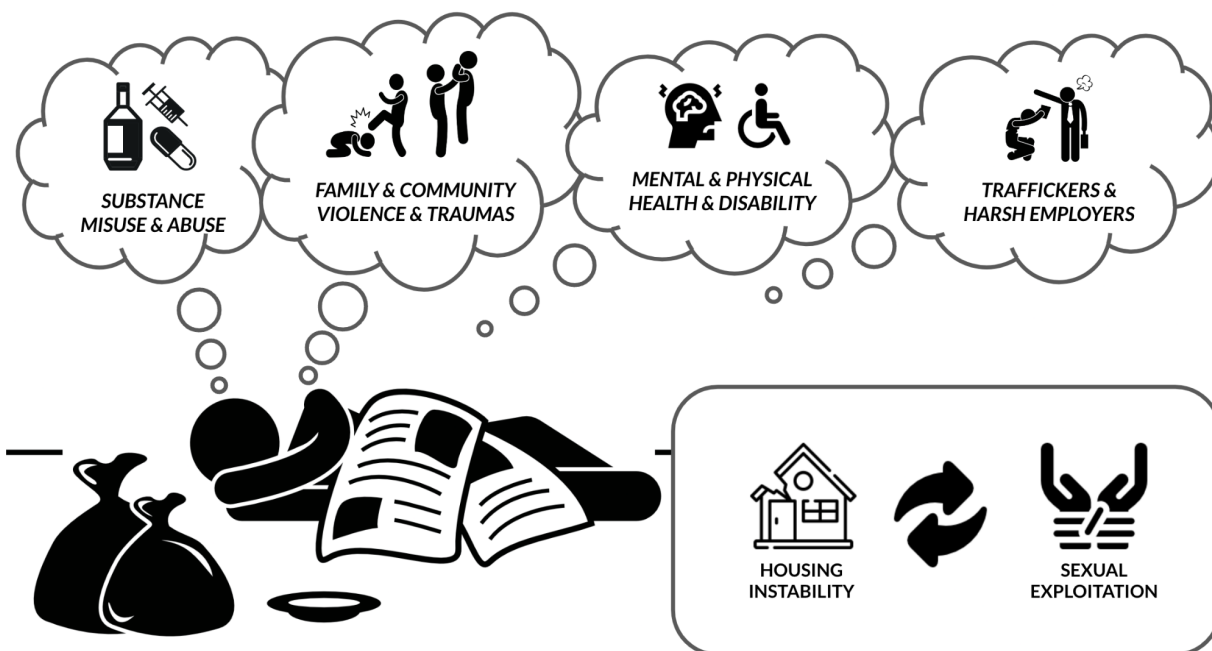 SUBSTANCE
MISUSE & ABUSE
FAMILY & COMMUNITY
VIOLENCE & TRAUMAS
MENTAL & PHYSICAL
HEALTH & DISABILITY
TRAFFICKERS &
HARSH EMPLOYERS
HOUSING
INSTABILITY
SEXUAL
EXPLOITATION